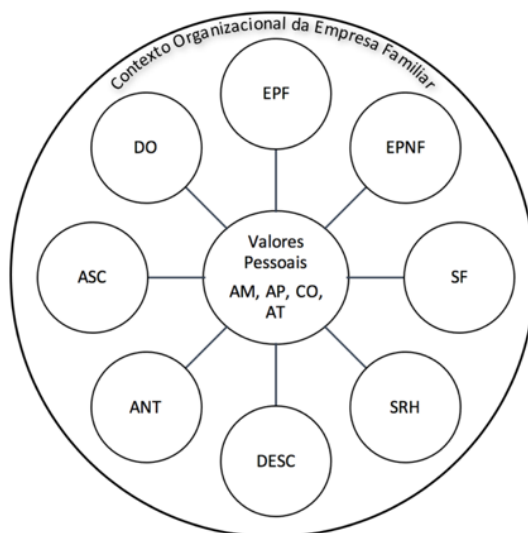 Contexto Organizacional da Empresa Familiar
EPF
DO
EPNF
Valores
Pessoais
AM, AP, CO,
AT
ASC
SF
ANT
SRH
DESC